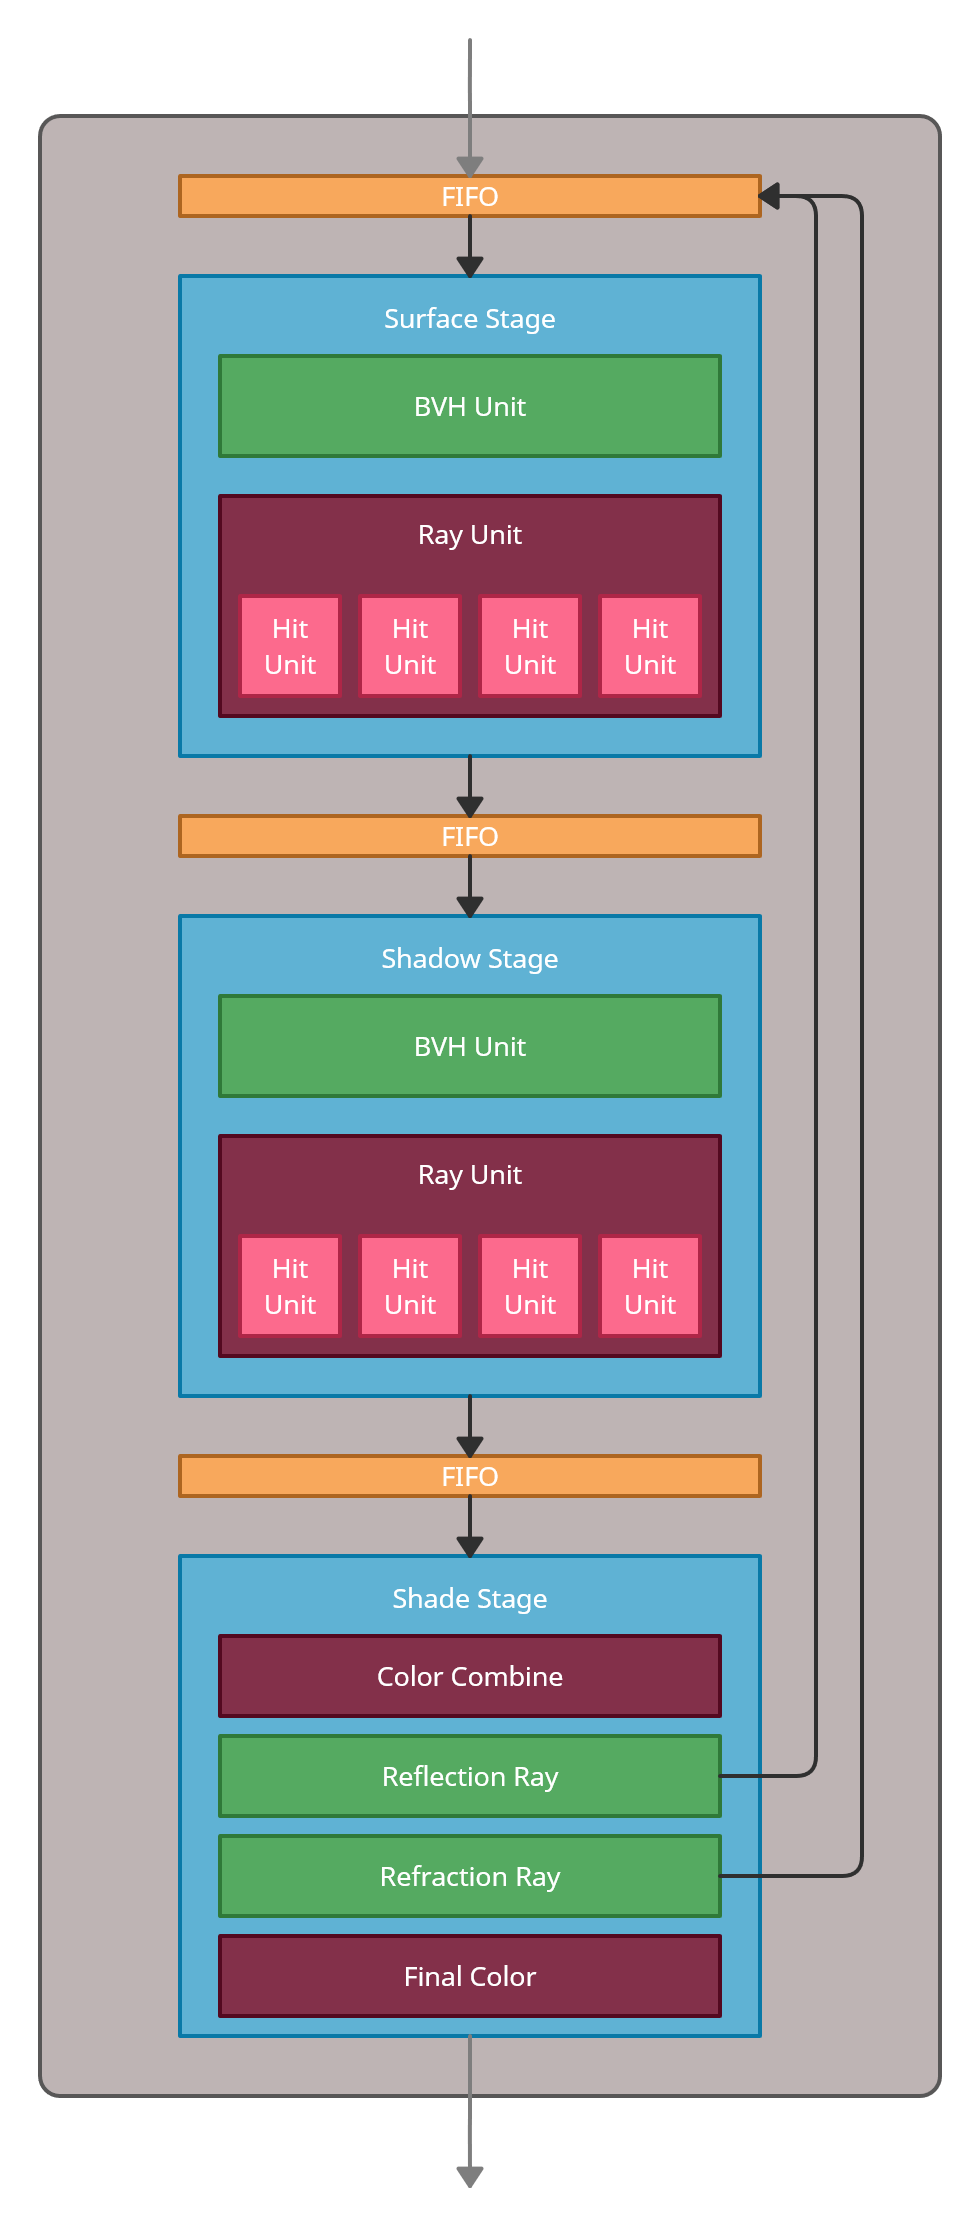 FIFO
Surface Stage
BVH Unit
Ray Unit
Hit Hit Hit Hit
Unit Unit Unit Unit
FIFO
Shadow Stage
BVH Unit
Ray Unit
Hit Hit Hit Hit
Unit Unit Unit Unit
FIFO
Shade Stage
Color Combine
Reflection Ray
Refraction Ray
Final Color